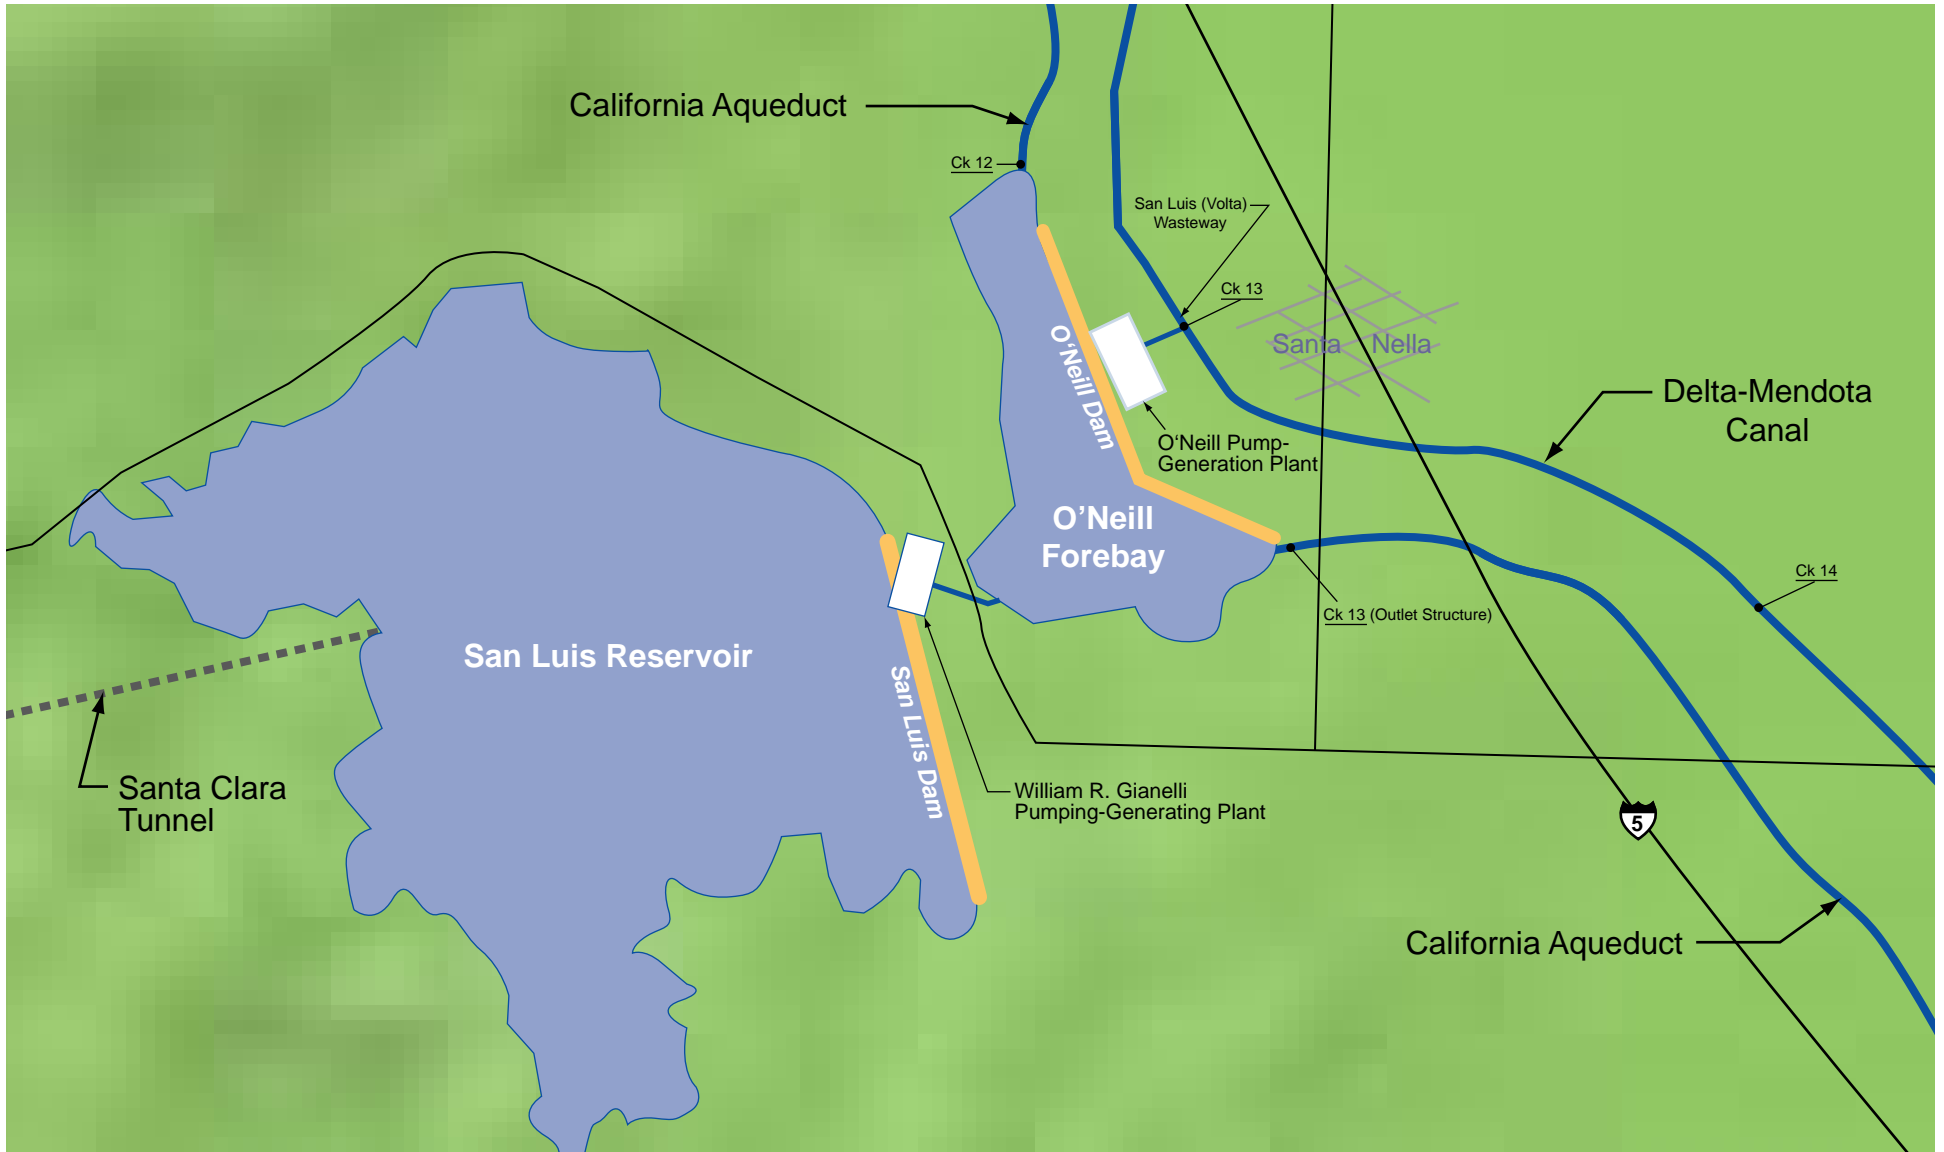 California Aqueduct
Ck 12
San Luis (Volta)
Wasteway
Ck 13
Santa Nella
O‘Neill Dam
Delta-Mendota
Canal
O‘Neill Pump-
Generation Plant
O’Neill
Forebay
Ck 14
Ck 13 (Outlet Structure)
San Luis Reservoir
San Luis Dam
Santa Clara
Tunnel
William R. Gianelli
Pumping-Generating Plant
5
California Aqueduct